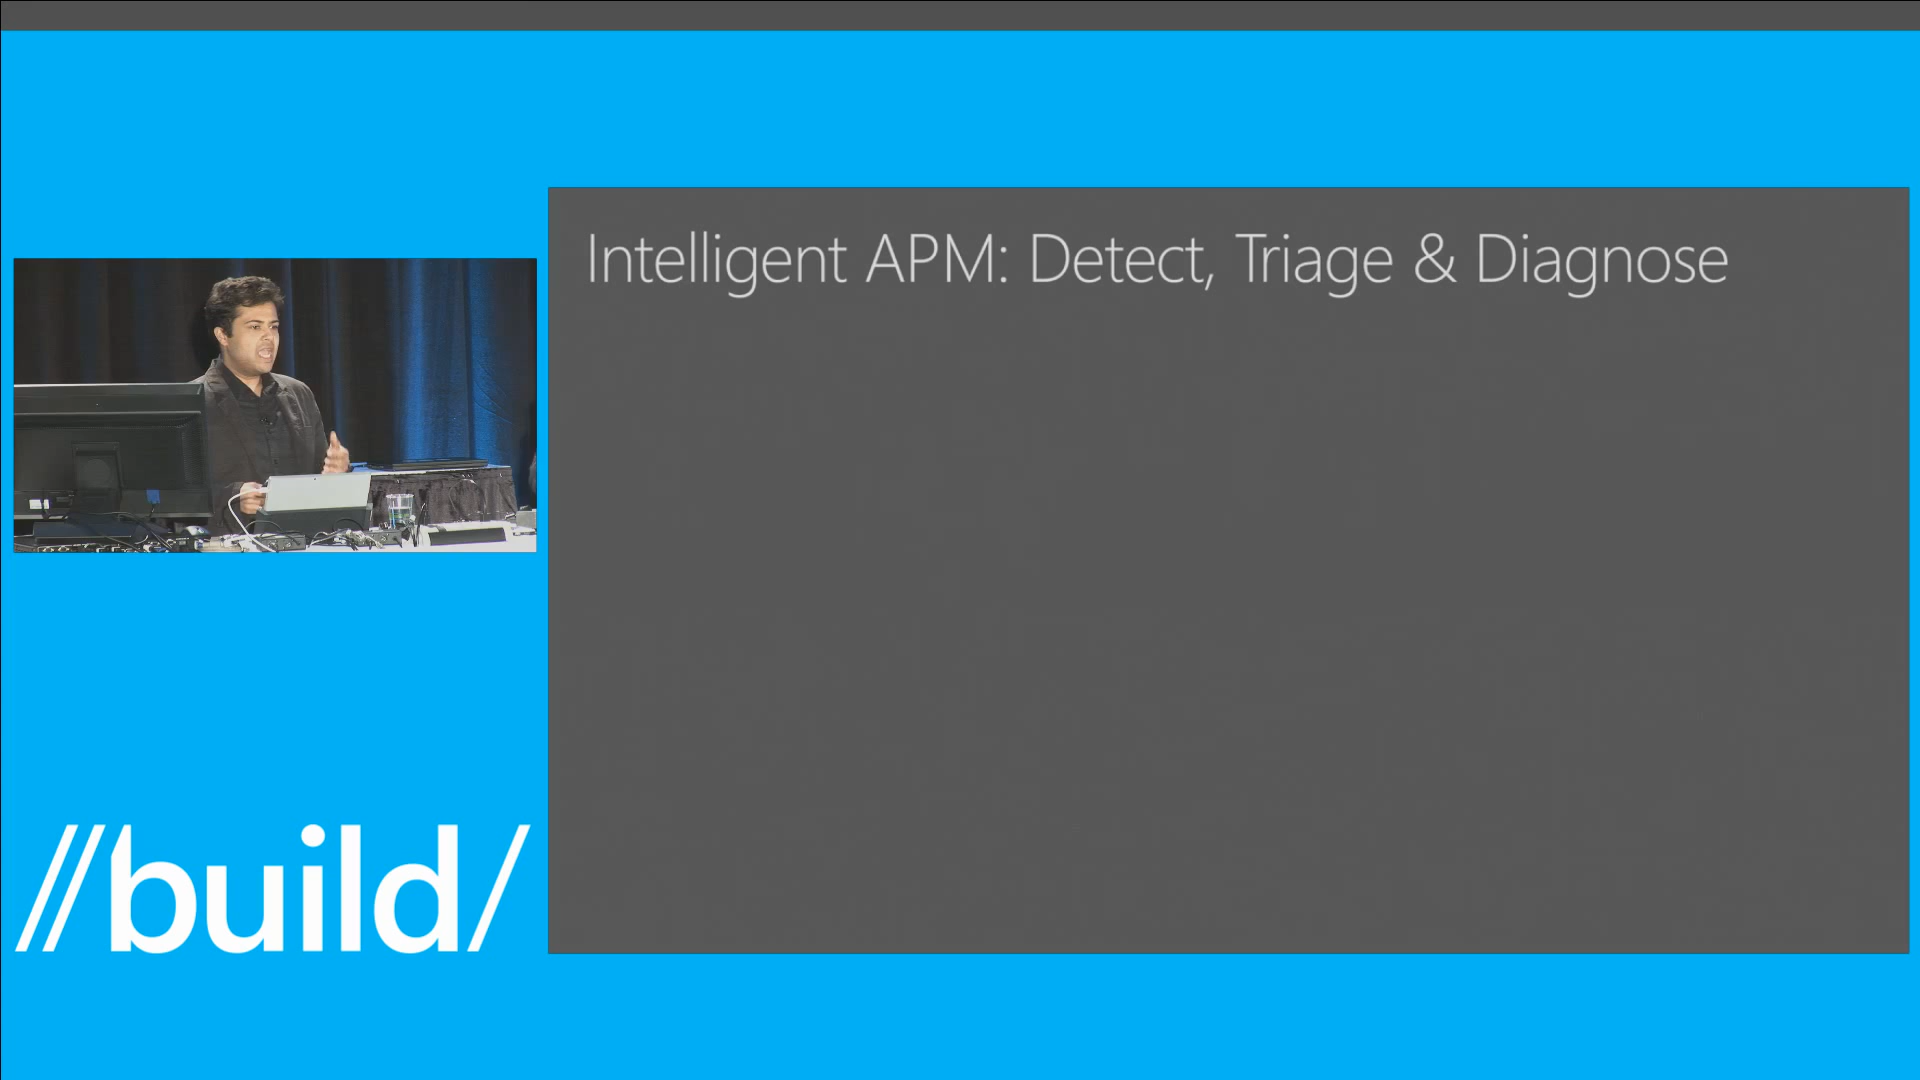 Intelligent APM: Detect, Triage & Diagnose
//build/